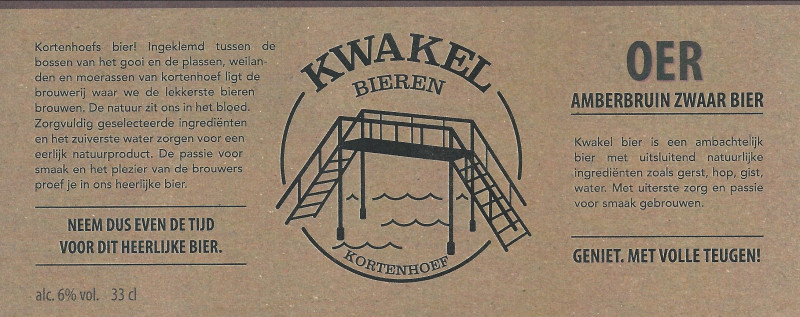 Kortenhoefs bier! Ingeklemd tussen de
bossen van het gooi en de plassen, weilan-
den en moerassen van kortenhoef ligt de
brouwerij waar we de lekkerste bieren
brouwen. De natuur zit ons in het bloed.
Zorgvuldig geselecteerde ingrediënten
en het zuiverste water zorgen voor een
eerlijk natuurproduct. De passie voor
smaak en het plezier van de brouwers
proef je in ons heerlijke bier.
NEEM DUS EVEN DE TIJD
VOOR DIT HEERLIJKE BIER.
alc. 6% vol. 33 cl
KWAKEL
BIEREN
KORTENHOEF
OER
AMBERBRUIN ZWAAR BIER
Kwakel bier is een ambachtelijk
bier met uitsluitend natuurlijke
ingrediënten zoals gerst, hop, gist,
water. Met uiterste zorg en passie
voor smaak gebrouwen.
GENIET. MET VOLLE TEUGEN!